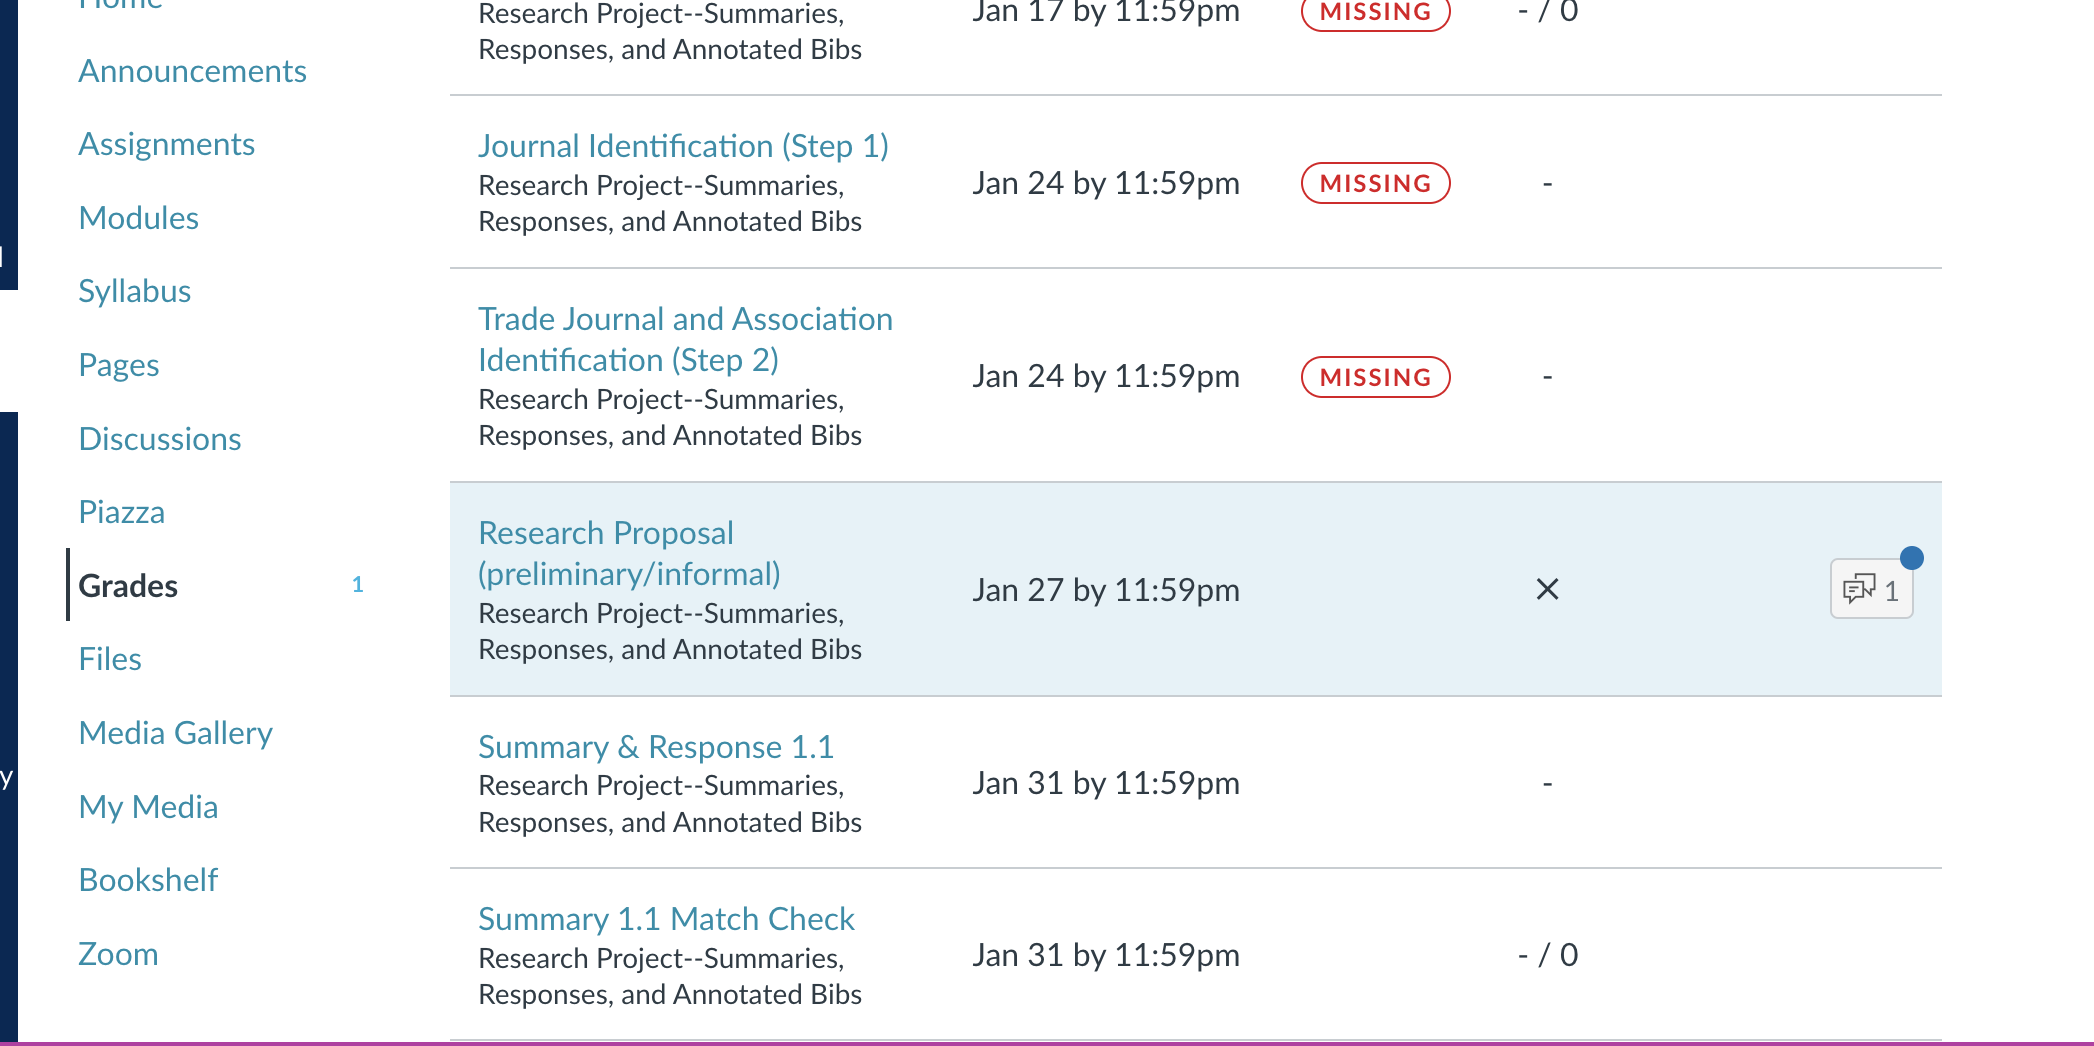 Home
Announcements
Assignments
Modules
Syllabus
Pages
Discussions
Piazza
Grades 1
Files
Media Gallery
My Media
Bookshelf
Zoom
Research Project--Summaries,
Responses, and Annotated Bibs
Jan 17 by 11:59pm MISSING - / 0
Journal Identification (Step 1)
Research Project--Summaries,
Responses, and Annotated Bibs
Jan 24 by 11:59pm MISSING -
Trade Journal and Association
Identification (Step 2)
Research Project--Summaries,
Responses, and Annotated Bibs
Jan 24 by 11:59pm MISSING -
Research Proposal
(preliminary/informal)
Research Project--Summaries,
Responses, and Annotated Bibs
Jan 27 by 11:59pm 1
Summary & Response 1.1
Research Project--Summaries,
Responses, and Annotated Bibs
Jan 31 by 11:59pm -
Summary 1.1 Match Check
Research Project--Summaries,
Responses, and Annotated Bibs
Jan 31 by 11:59pm - / 0